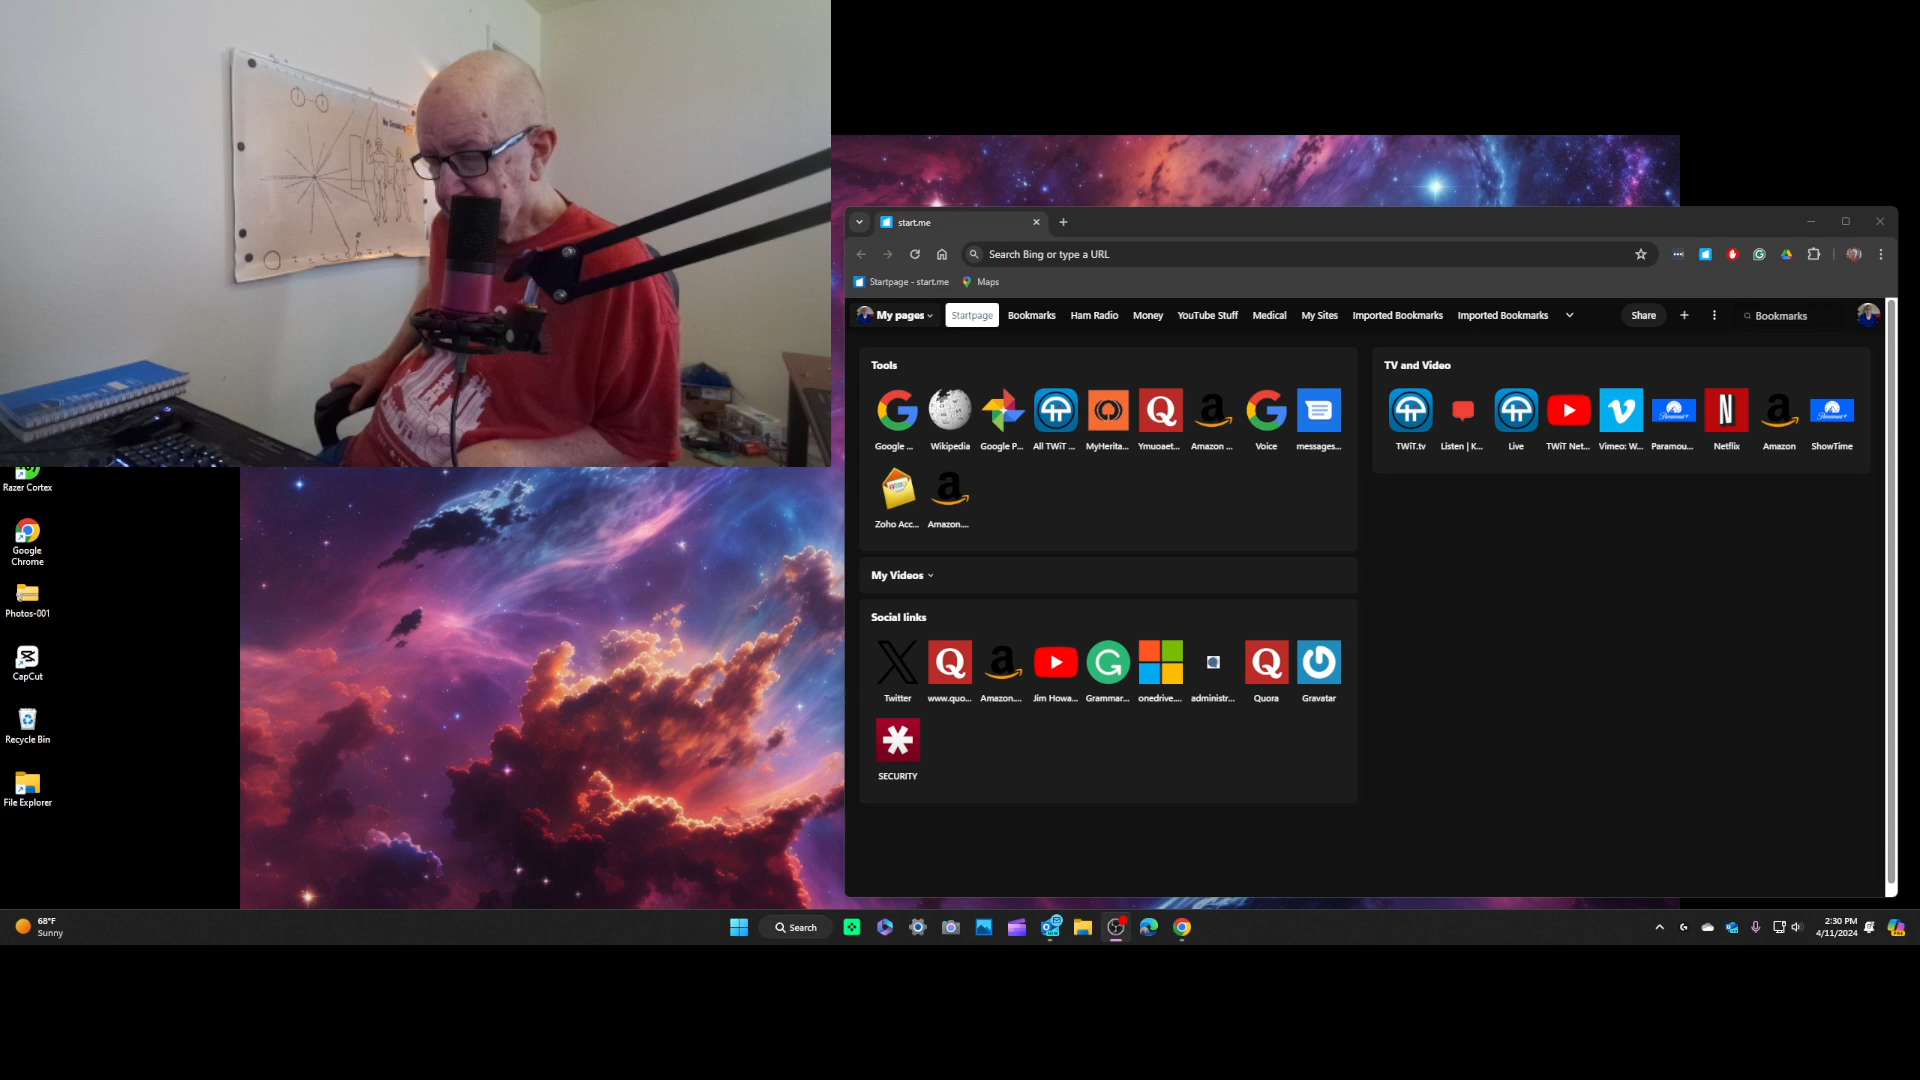 No Smoking
start.me
Search Bing or type a URL
Startpage - start.me
Maps
My pages
Startpage
Bookmarks
Ham Radio
Money
YouTube Stuff
Medical
My Sites
Imported Bookmarks
Imported Bookmarks
Share
Bookmarks
Tools
Google ...
Wikipedia
Google P...
All TWiT ...
MyHerita...
Ymuoaet...
Amazon ...
Voice
messages...
Zoho Acc...
Amazon....
TV and Video
TWiT.tv
Listen | K...
Live
TWiT Net...
Vimeo: W...
Paramou...
Netflix
Amazon
ShowTime
My Videos
Social links
Twitter
www.quo...
Amazon....
Jim Howa...
Grammar...
onedrive....
administr...
Quora
Gravatar
SECURITY
Razer Cortex
Google
Chrome
Photos-001
CapCut
Recycle Bin
File Explorer
68°F
Sunny
Search
2:30 PM
4/11/2024